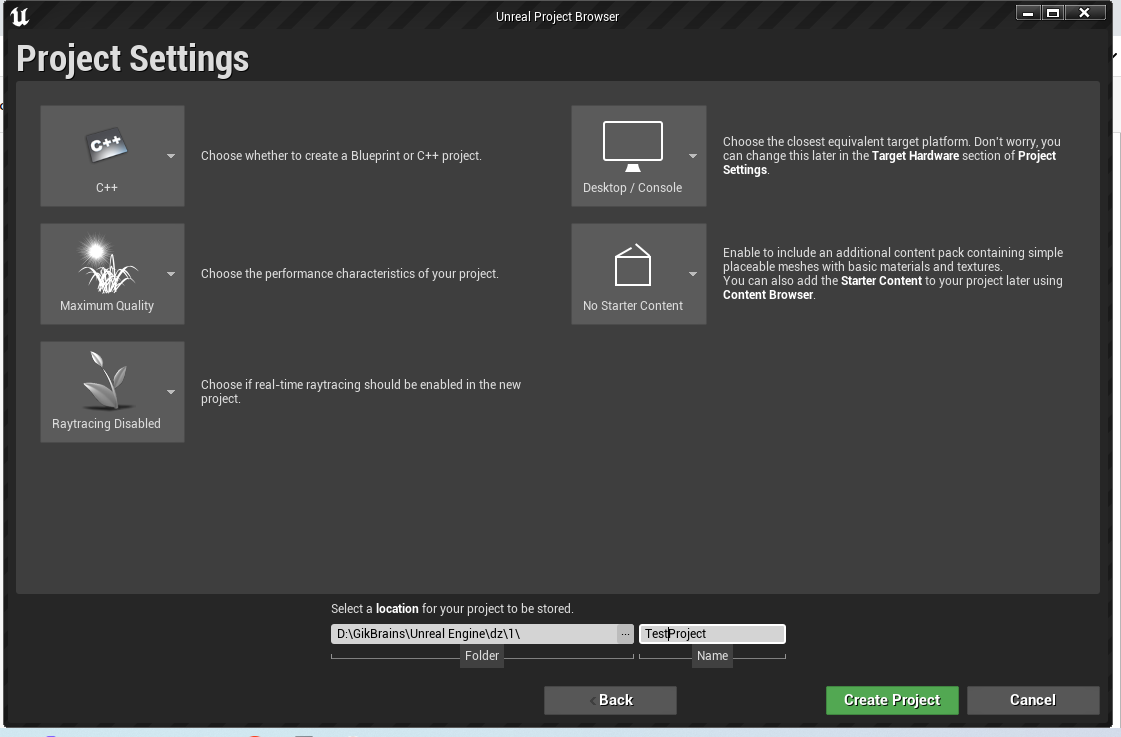 Unreal Project Browser
Project Settings
C++
C++
Choose whether to create a Blueprint or C++ project.
Desktop / Console
Choose the closest equivalent target platform. Don't worry, you
can change this later in the Target Hardware section of Project
Settings.
Maximum Quality
Choose the performance characteristics of your project.
No Starter Content
Enable to include an additional content pack containing simple
placeable meshes with basic materials and textures.
You can also add the Starter Content to your project later using
Content Browser.
Raytracing Disabled
Choose if real-time raytracing should be enabled in the new
project.
Select a location for your project to be stored.
D:\GikBrains\Unreal Engine\dz\1\ ...
TestProject
Folder
Name
Back
Create Project
Cancel